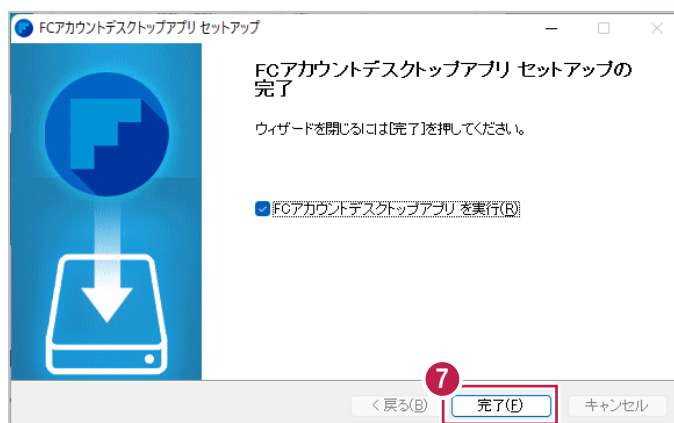 FCアカウントデスクトップアプリ セットアップ
FCアカウントデスクトップアプリ セットアップの
完了
ウィザードを閉じるには[完了]を押してください。
FCアカウントデスクトップアプリ を実行(R)
7
< 戻る(B)
完了(F)
キャンセル